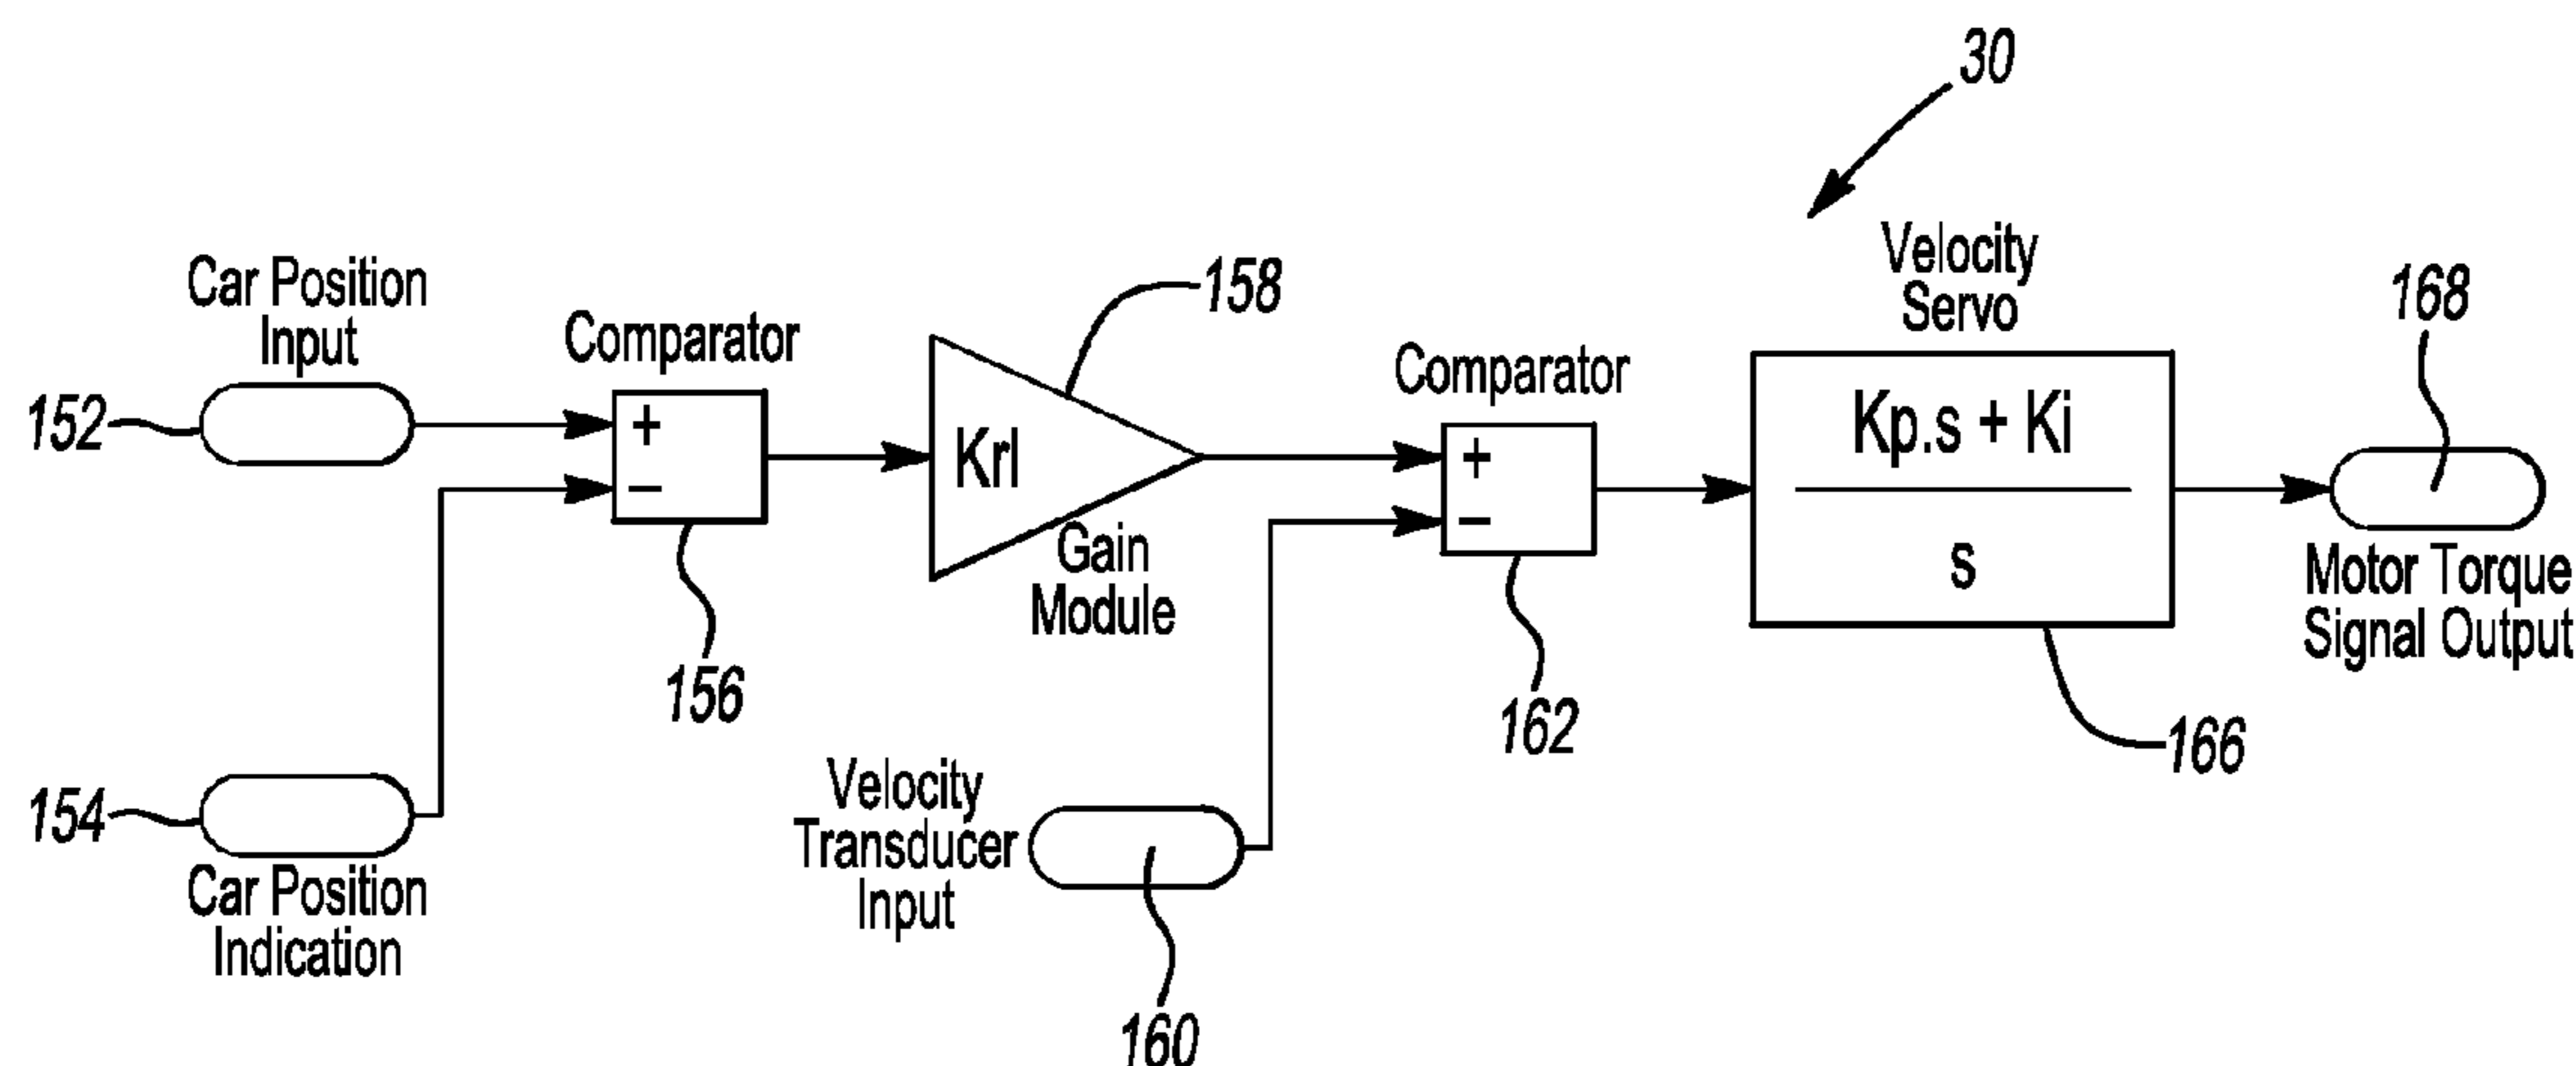 30
Car Position
Input
152
Comparator
+
−
156
158
Krl
Gain
Module
Comparator
+
−
162
Velocity
Servo
Kp.s + Ki
s
166
168
Motor Torque
Signal Output
154
Car Position
Indication
Velocity
Transducer
Input
160